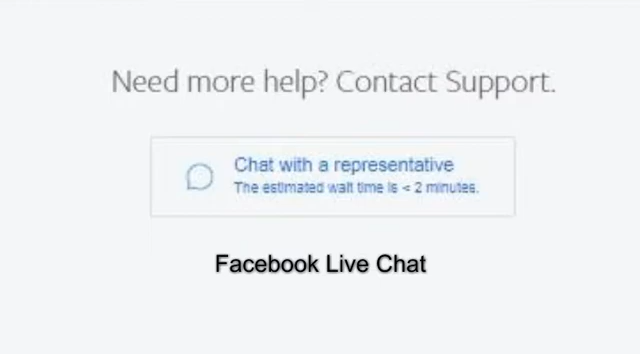 Need more help? Contact Support.
Chat with a representative
The estimated wait time is < 2 minutes.
Facebook Live Chat